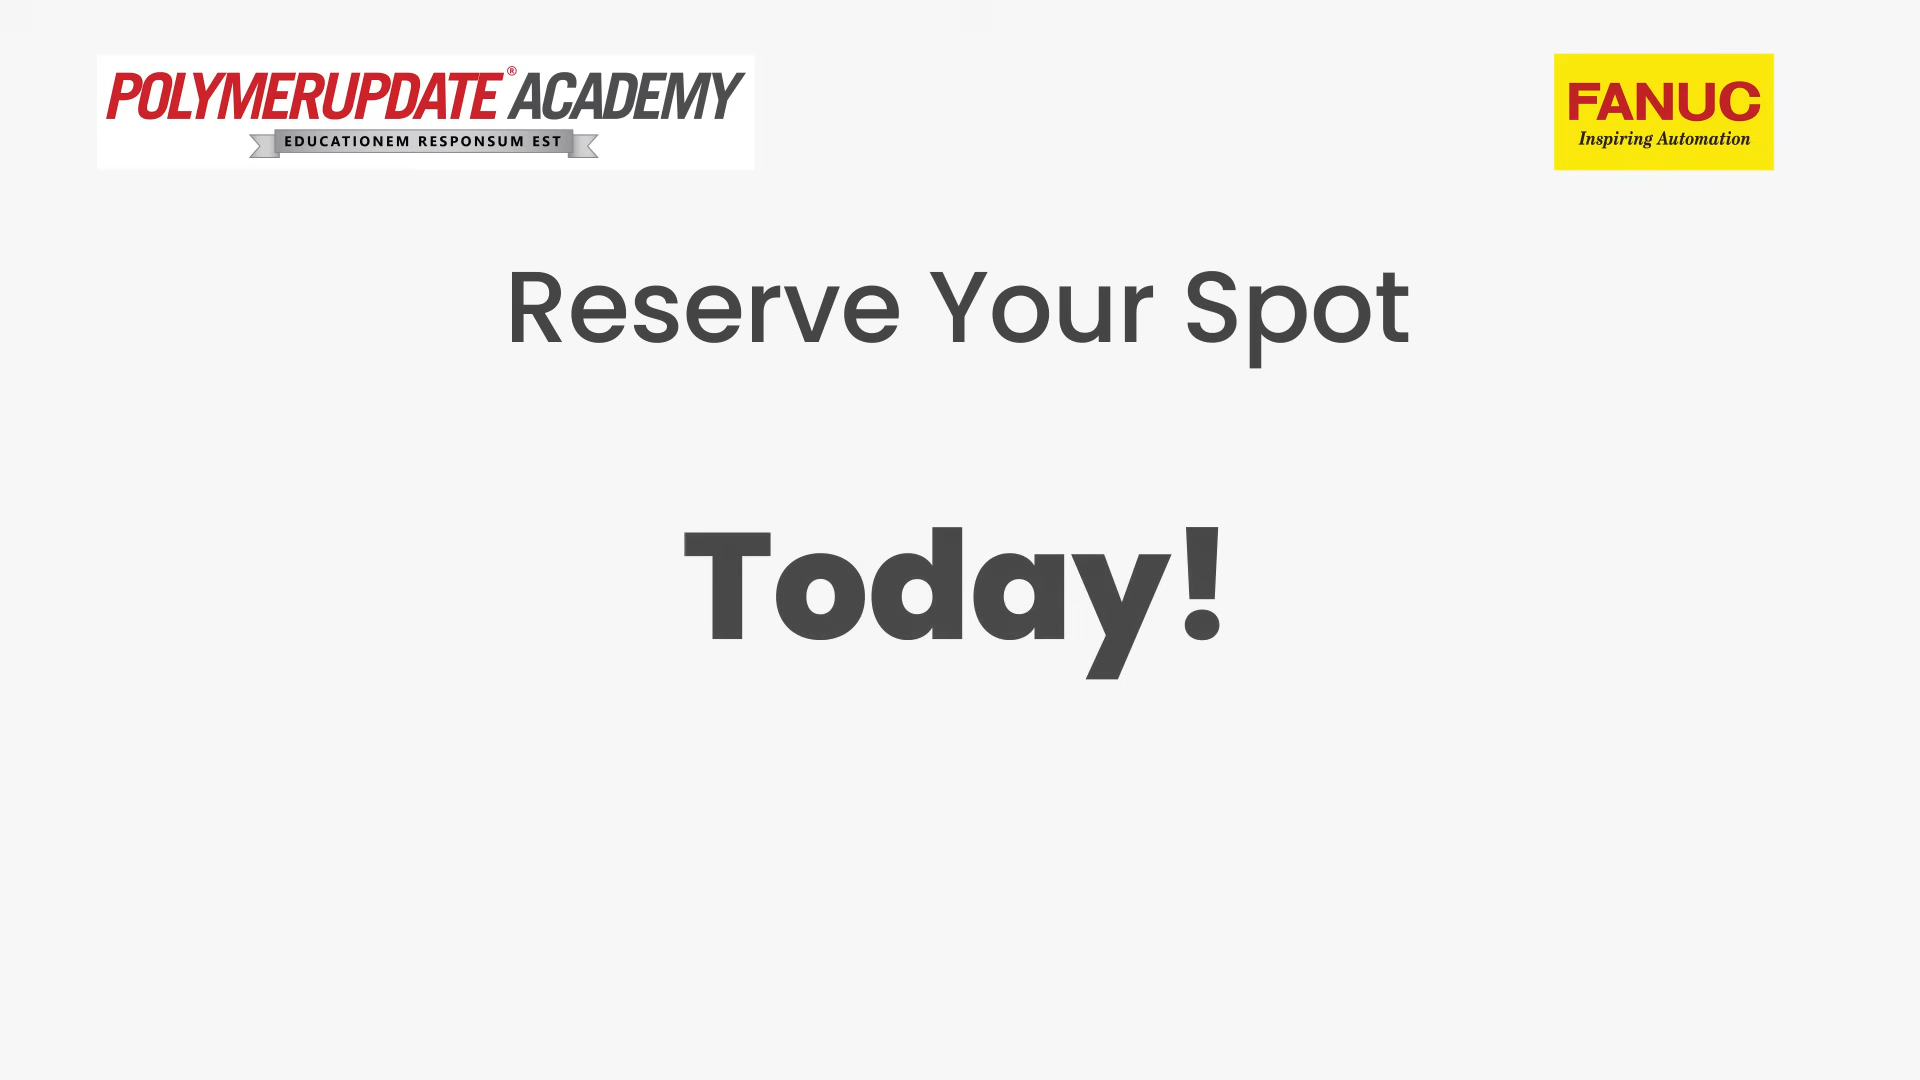 POLYMERUPDATE® ACADEMY
EDUCATIONEM RESPONSUM EST
FANUC
Inspiring Automation
Reserve Your Spot
Today!